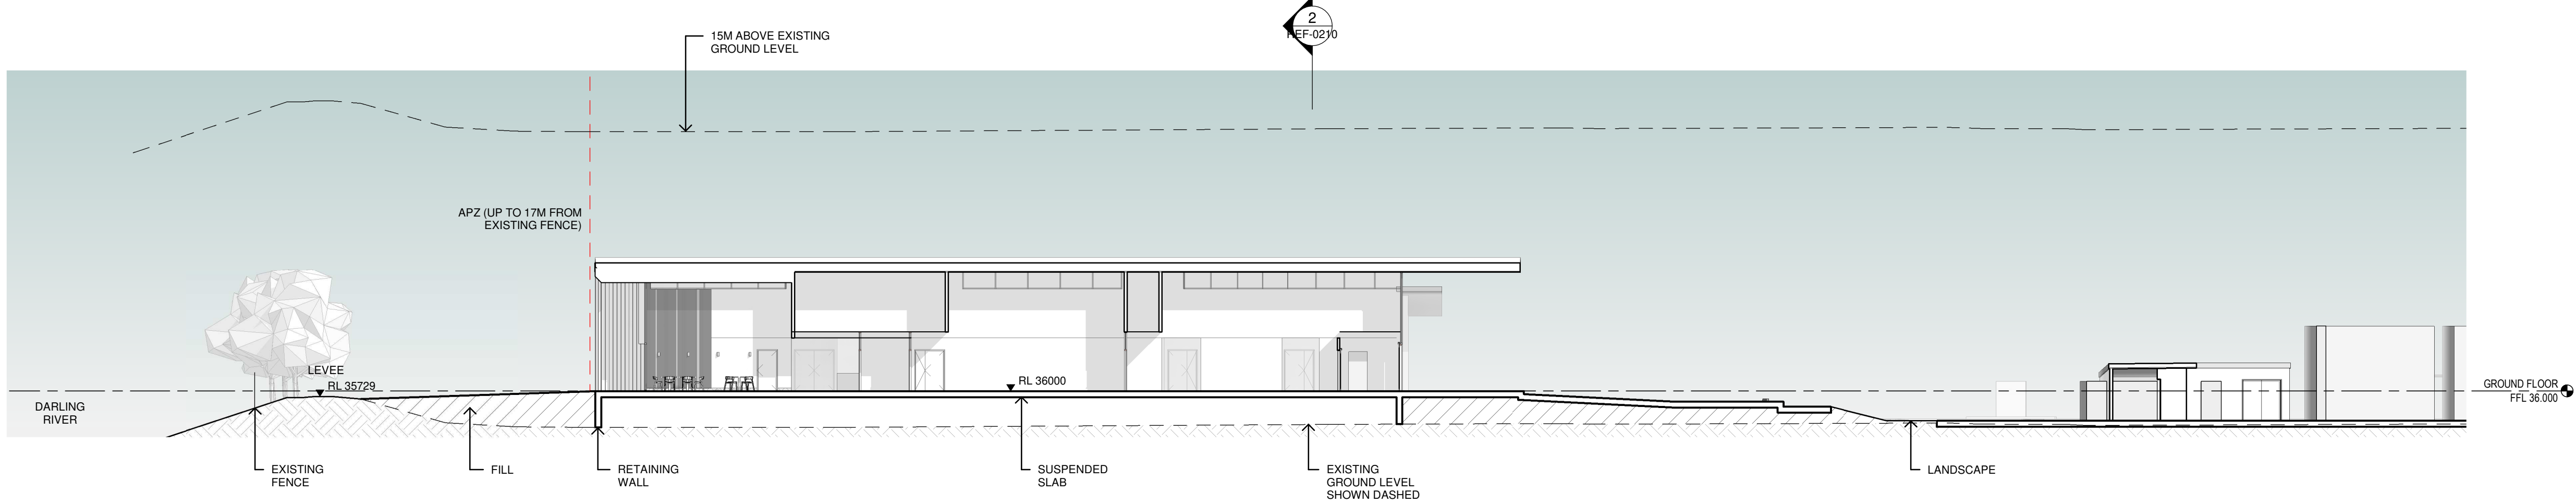 2
REF-0210
15M ABOVE EXISTING
GROUND LEVEL
APZ (UP TO 17M FROM
EXISTING FENCE)
LEVEE
RL 35729
RL 36000
DARLING
RIVER
GROUND FLOOR
FFL 36.000
EXISTING
FENCE
FILL
RETAINING
WALL
SUSPENDED
SLAB
EXISTING
GROUND LEVEL
SHOWN DASHED
LANDSCAPE